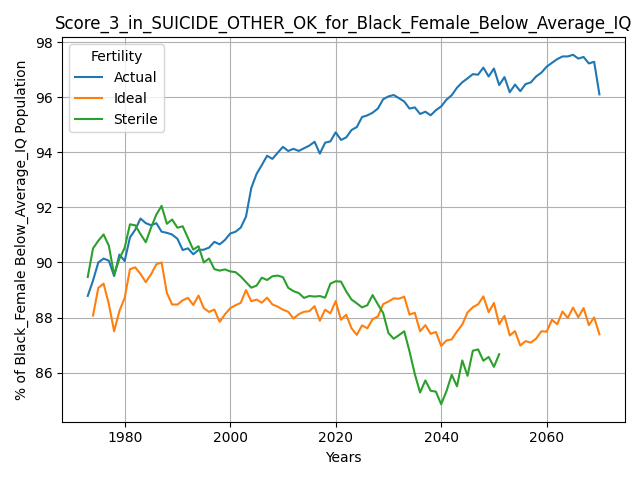 Score_3_in_SUICIDE_OTHER_OK_for_Black_Female_Below_Average_IQ
Fertility
Actual
Ideal
Sterile
% of Black_Female Below_Average_IQ Population
98
96
94
92
90
88
86
1980
2000
2020
2040
2060
Years